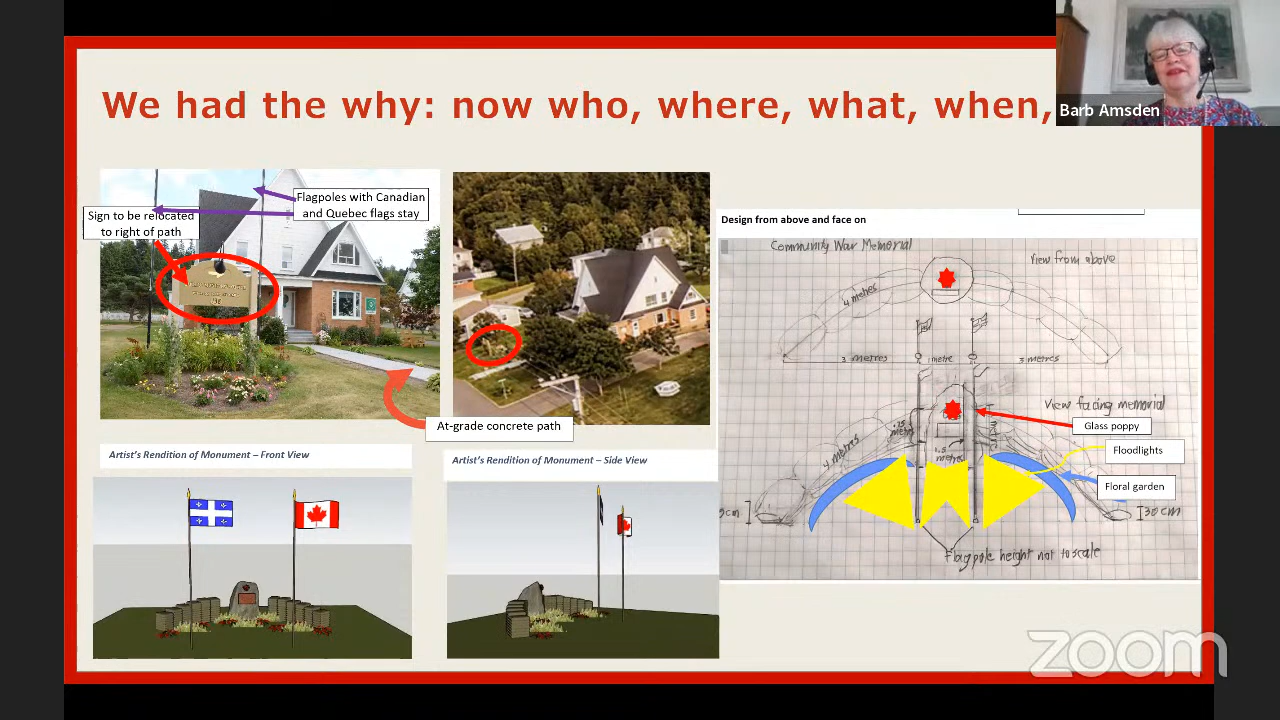 We had the why: now who, where, what, when,
Barb Amsden
Flagpoles with Canadian
and Quebec flags stay
Sign to be relocated
to right of path
At-grade concrete path
Design from above and face on
Community War Memorial
View from above
4 metres
3 metres
1 metre
3 metres
View facing memorial
Glass poppy
Floodlights
Floral garden
4 metres
1.5
metre
30cm
Flagpole height not to scale
Artist's Rendition of Monument – Front View
Artist's Rendition of Monument – Side View
zoom